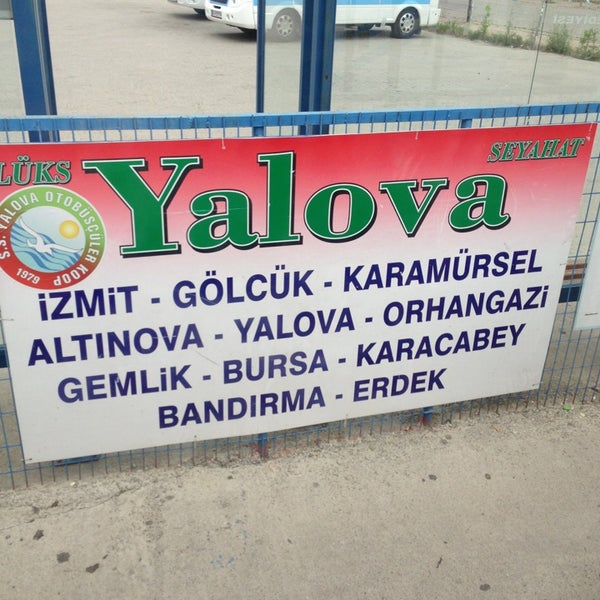 LÜKS Yalova SEYAHAT
S.S. YALOVA OTOBÜSCÜLER KOOP
1979
İZMİT - GÖLCÜK - KARAMÜRSEL
ALTINOVA - YALOVA - ORHANGAZİ
GEMLİK - BURSA - KARACABEY
BANDIRMA - ERDEK